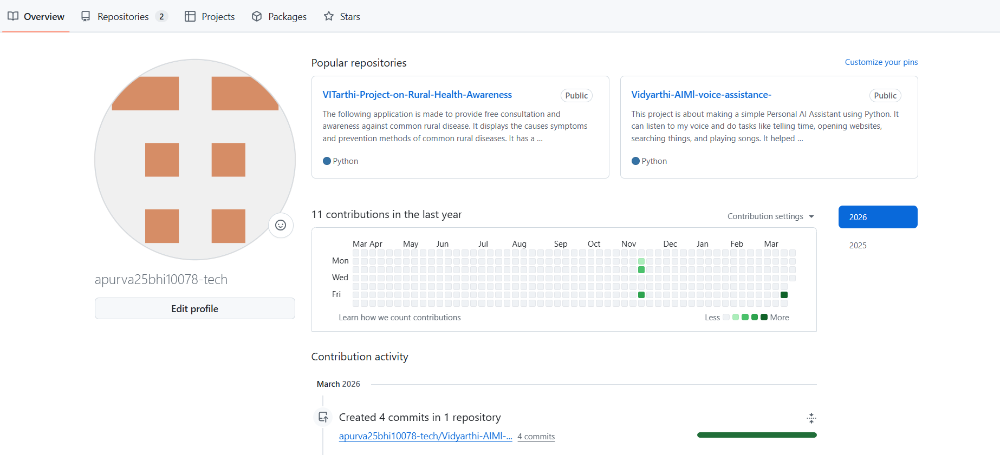 Overview Repositories 2 Projects Packages Stars
Popular repositories
Customize your pins
VITarthi-Project-on-Rural-Health-Awareness
Public
The following application is made to provide free consultation and
awareness against common rural disease. It displays the causes symptoms
and prevention methods of common rural diseases. It has a ...
Python
Vidyarthi-AIMl-voice-assistance-
Public
This project is about making a simple Personal AI Assistant using Python. It
can listen to my voice and do tasks like telling time, opening websites,
searching things, and playing songs. It helped ...
Python
apurva25bhi10078-tech
Edit profile
11 contributions in the last year
Contribution settings
2026
2025
Mar Apr May Jun Jul Aug Sep Oct Nov Dec Jan Feb Mar
Mon
Wed
Fri
Learn how we count contributions
Less More
Contribution activity
March 2026
Created 4 commits in 1 repository
apurva25bhi10078-tech/Vidyarthi-AIMl-... 4 commits